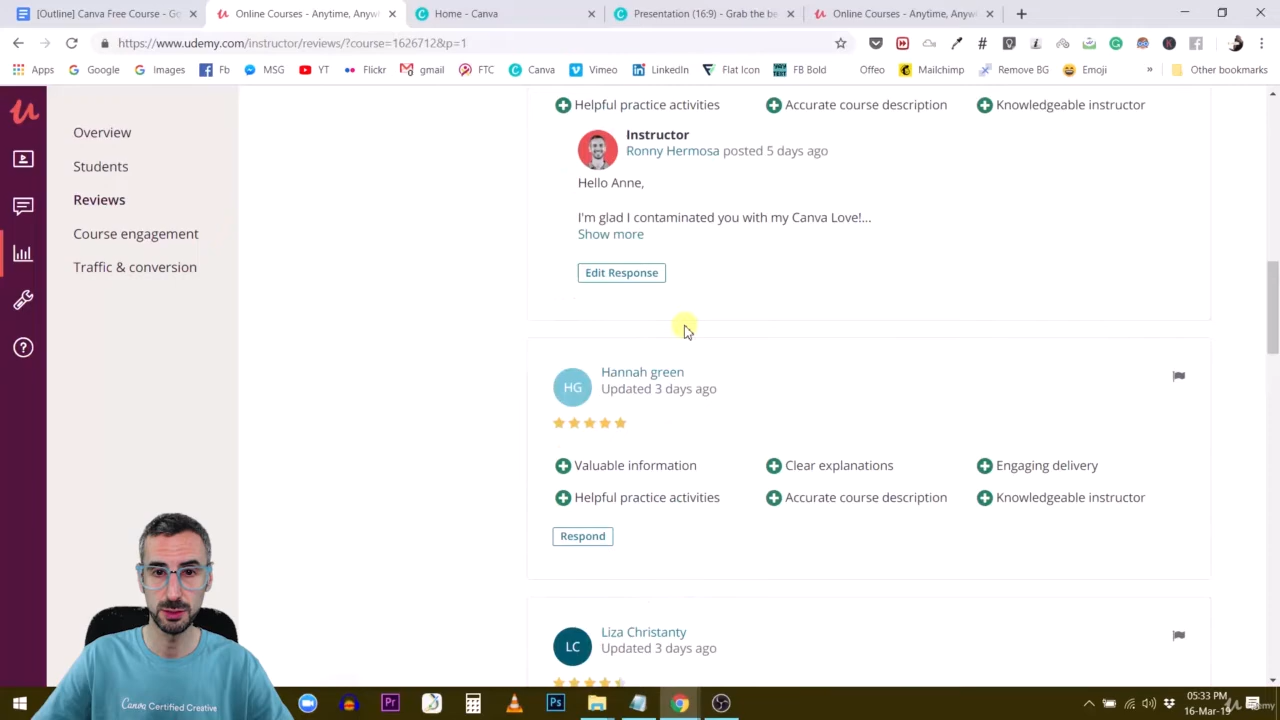 [Outline] Canva Free Course - Go
Online Courses - Anytime, Anyw
Home - Canva
Presentation (16:9) Grab the be
Online Courses - Anytime, Anyw
https://www.udemy.com/instructor/reviews/?course=1626712&p=1
Apps
Google
Images
Fb
MSG
YT
Flickr
gmail
FTC
Canva
Vimeo
LinkedIn
Flat Icon
FB Bold
Offeo
Mailchimp
Remove BG
Emoji
»
Other bookmarks
Overview
Students
Reviews
Course engagement
Traffic & conversion
Helpful practice activities
Accurate course description
Knowledgeable instructor
Instructor
Ronny Hermosa posted 5 days ago
Hello Anne,
I'm glad I contaminated you with my Canva Love!...
Show more
Edit Response
HG
Hannah green
Updated 3 days ago
Valuable information
Clear explanations
Engaging delivery
Helpful practice activities
Accurate course description
Knowledgeable instructor
Respond
LC
Liza Christanty
Updated 3 days ago
Canva Certified Creative
Pr
Ps
05:33 PM
16-Mar-19
Udemy